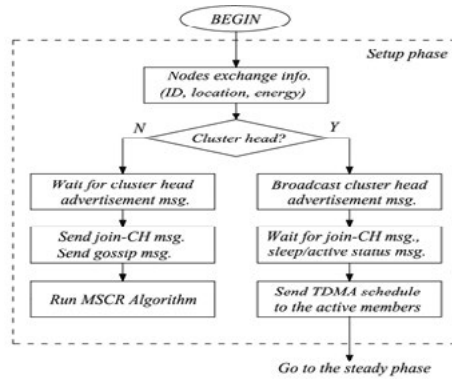 BEGIN
Setup phase
Nodes exchange info.
(ID, location, energy)
N
Y
Cluster head?
Wait for cluster head
advertisement msg.
Broadcast cluster head
advertisement msg.
Send join-CH msg.
Send gossip msg.
Wait for join-CH msg.,
sleep/active status msg.
Run MSCR Algorithm
Send TDMA schedule
to the active members
Go to the steady phase